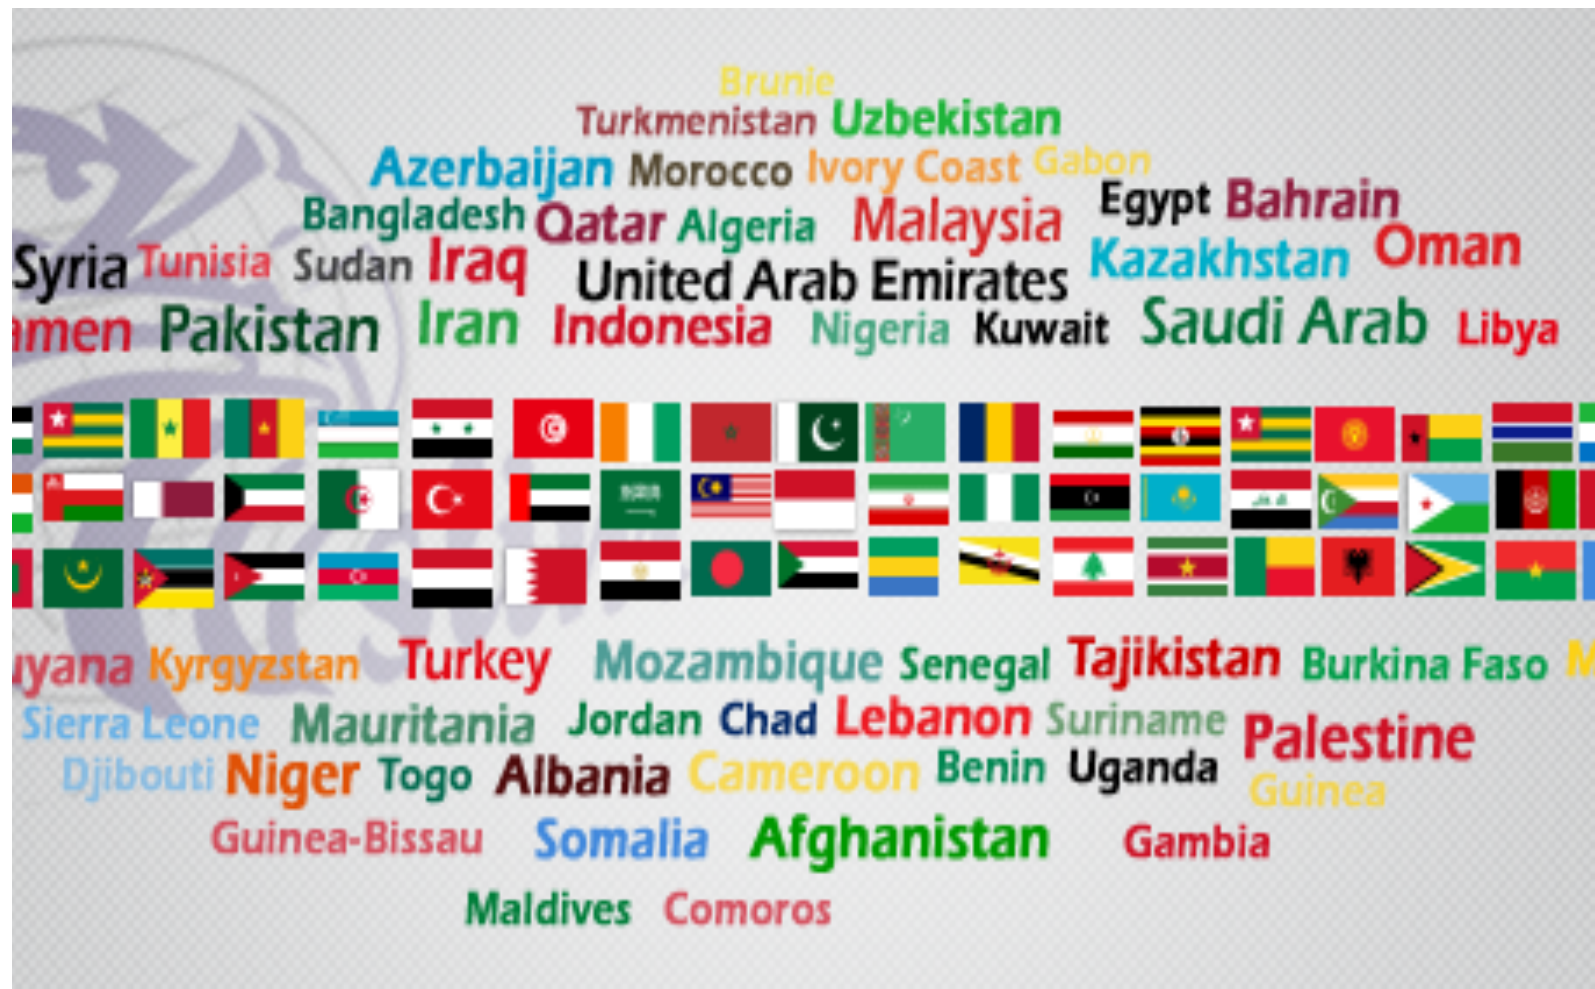 Brunie
Turkmenistan Uzbekistan
Azerbaijan Morocco Ivory Coast Gabon
Bangladesh Qatar Algeria Malaysia Egypt Bahrain
Syria Tunisia Sudan Iraq United Arab Emirates Kazakhstan Oman
amen Pakistan Iran Indonesia Nigeria Kuwait Saudi Arab Libya
uyana Kyrgyzstan Turkey Mozambique Senegal Tajikistan Burkina Faso M
Sierra Leone Mauritania Jordan Chad Lebanon Suriname Palestine
Djibouti Niger Togo Albania Cameroon Benin Uganda Guinea
Guinea-Bissau Somalia Afghanistan Gambia
Maldives Comoros